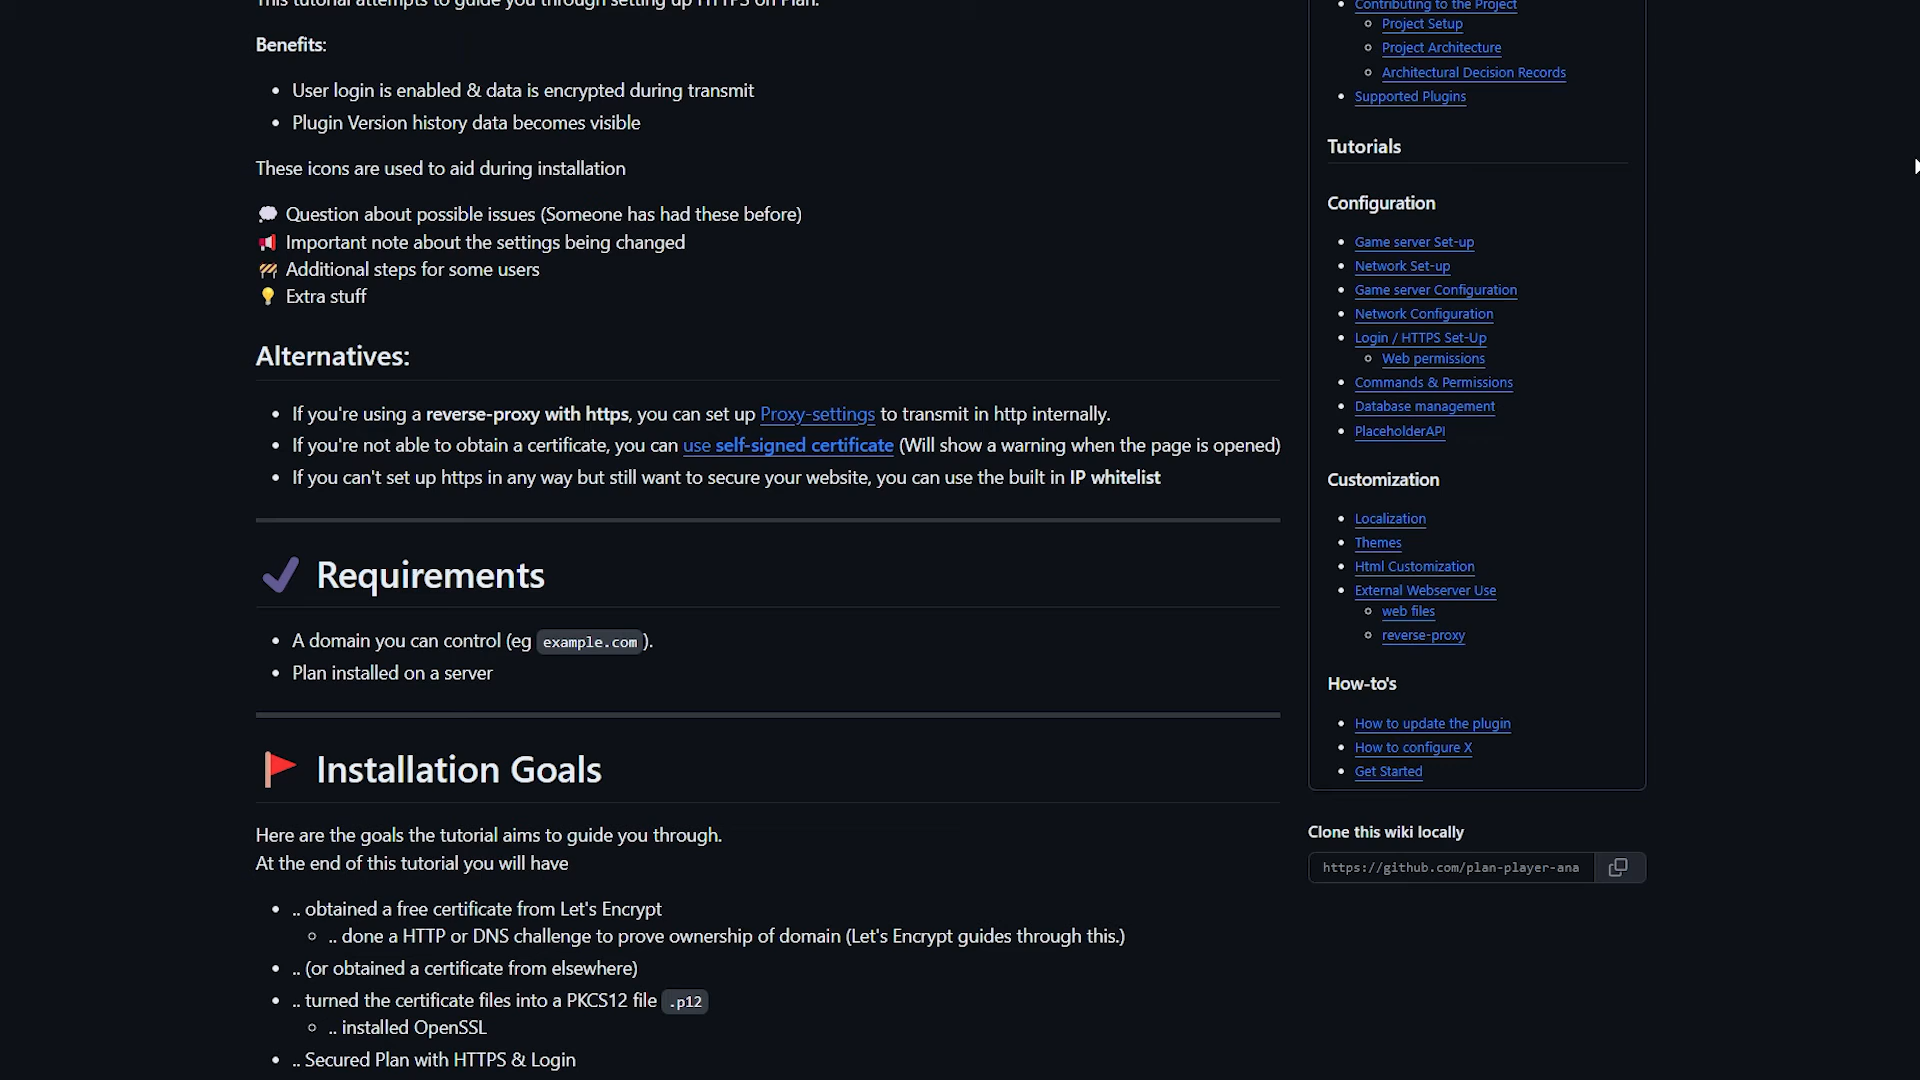 This tutorial attempts to guide you through setting up HTTPS on Plan.
Benefits:
User login is enabled & data is encrypted during transmit
Plugin Version history data becomes visible
These icons are used to aid during installation
Question about possible issues (Someone has had these before)
Important note about the settings being changed
Additional steps for some users
Extra stuff
Alternatives:
If you're using a reverse-proxy with https, you can set up Proxy-settings to transmit in http internally.
If you're not able to obtain a certificate, you can use self-signed certificate (Will show a warning when the page is opened)
If you can't set up https in any way but still want to secure your website, you can use the built in IP whitelist
Requirements
A domain you can control (eg example.com ).
Plan installed on a server
Installation Goals
Here are the goals the tutorial aims to guide you through.
At the end of this tutorial you will have
.. obtained a free certificate from Let's Encrypt
.. done a HTTP or DNS challenge to prove ownership of domain (Let's Encrypt guides through this.)
.. (or obtained a certificate from elsewhere)
.. turned the certificate files into a PKCS12 file .p12
.. installed OpenSSL
.. Secured Plan with HTTPS & Login
Contributing to the Project
Project Setup
Project Architecture
Architectural Decision Records
Supported Plugins
Tutorials
Configuration
Game server Set-up
Network Set-up
Game server Configuration
Network Configuration
Login / HTTPS Set-Up
Web permissions
Commands & Permissions
Database management
PlaceholderAPI
Customization
Localization
Themes
Html Customization
External Webserver Use
web files
reverse-proxy
How-to's
How to update the plugin
How to configure X
Get Started
Clone this wiki locally
https://github.com/plan-player-ana